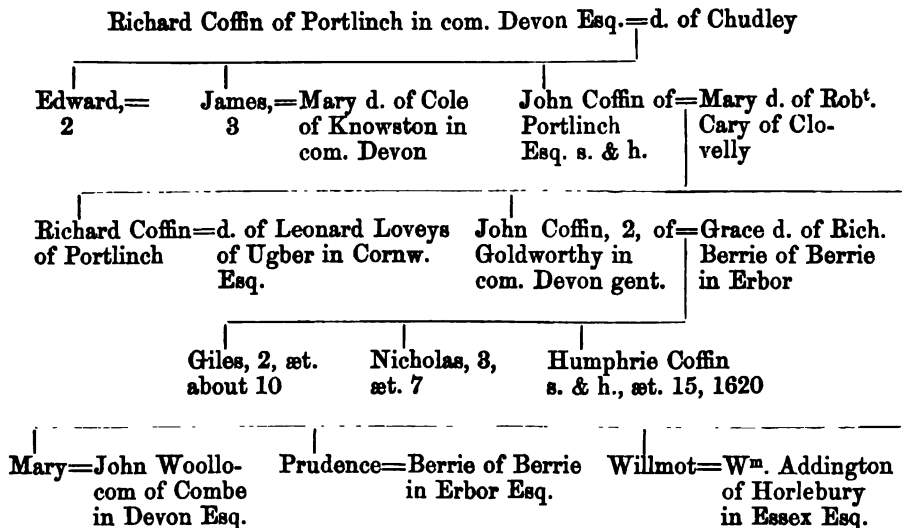 Richard Coffin of Portlinch in com. Devon Esq.=d. of Chudley
Edward,=
2
James,=Mary d. of Cole
3 of Knowston in
com. Devon
John Coffin of=Mary d. of Robt.
Portlinch Cary of Clo-
Esq. s. & h. velly
Richard Coffin=d. of Leonard Loveys
of Portlinch of Ugber in Cornw.
Esq.
John Coffin, 2, of=Grace d. of Rich.
Goldworthy in Berrie of Berrie
com. Devon gent. in Erbor
Giles, 2, æt.
about 10
Nicholas, 3,
æt. 7
Humphrie Coffin
s. & h., æt. 15, 1620
Mary=John Woollo-
com of Combe
in Devon Esq.
Prudence=Berrie of Berrie
in Erbor Esq.
Willmot=Wm. Addington
of Horlebury
in Essex Esq.